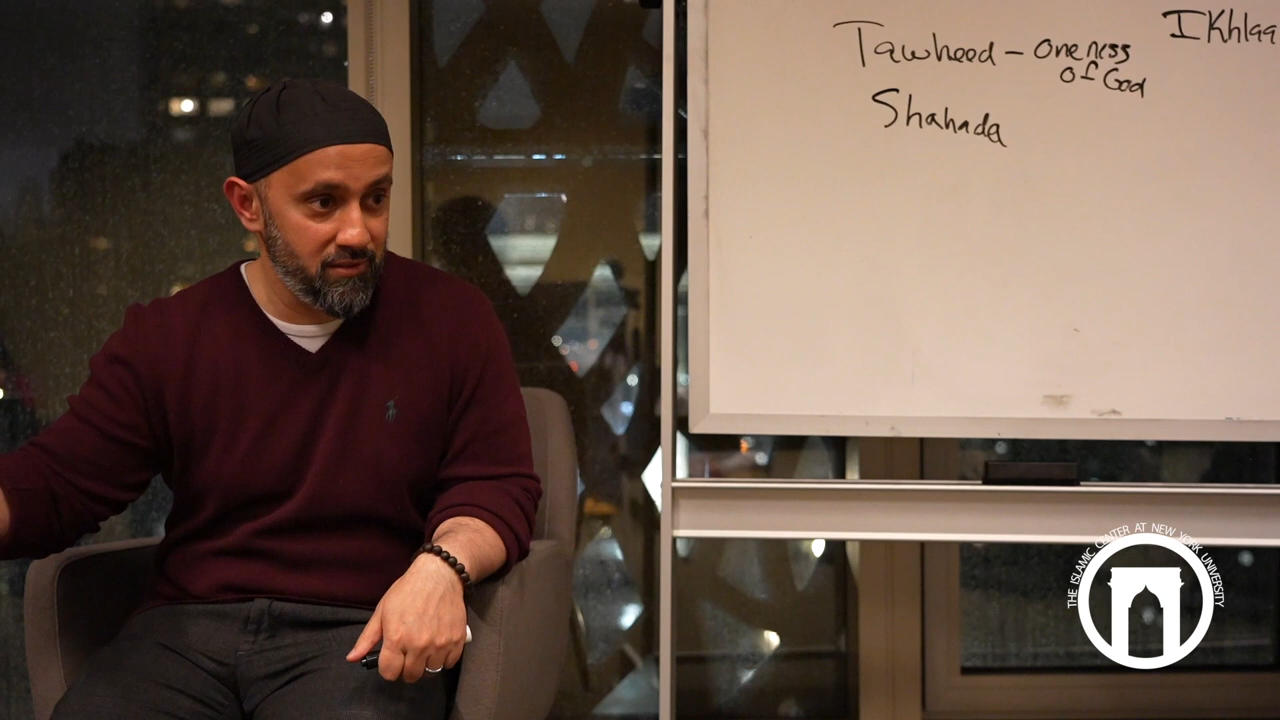 Tawheed - Oneness
of God
Shahada
IKhlaa
THE ISLAMIC CENTER AT NEW YORK UNIVERSITY